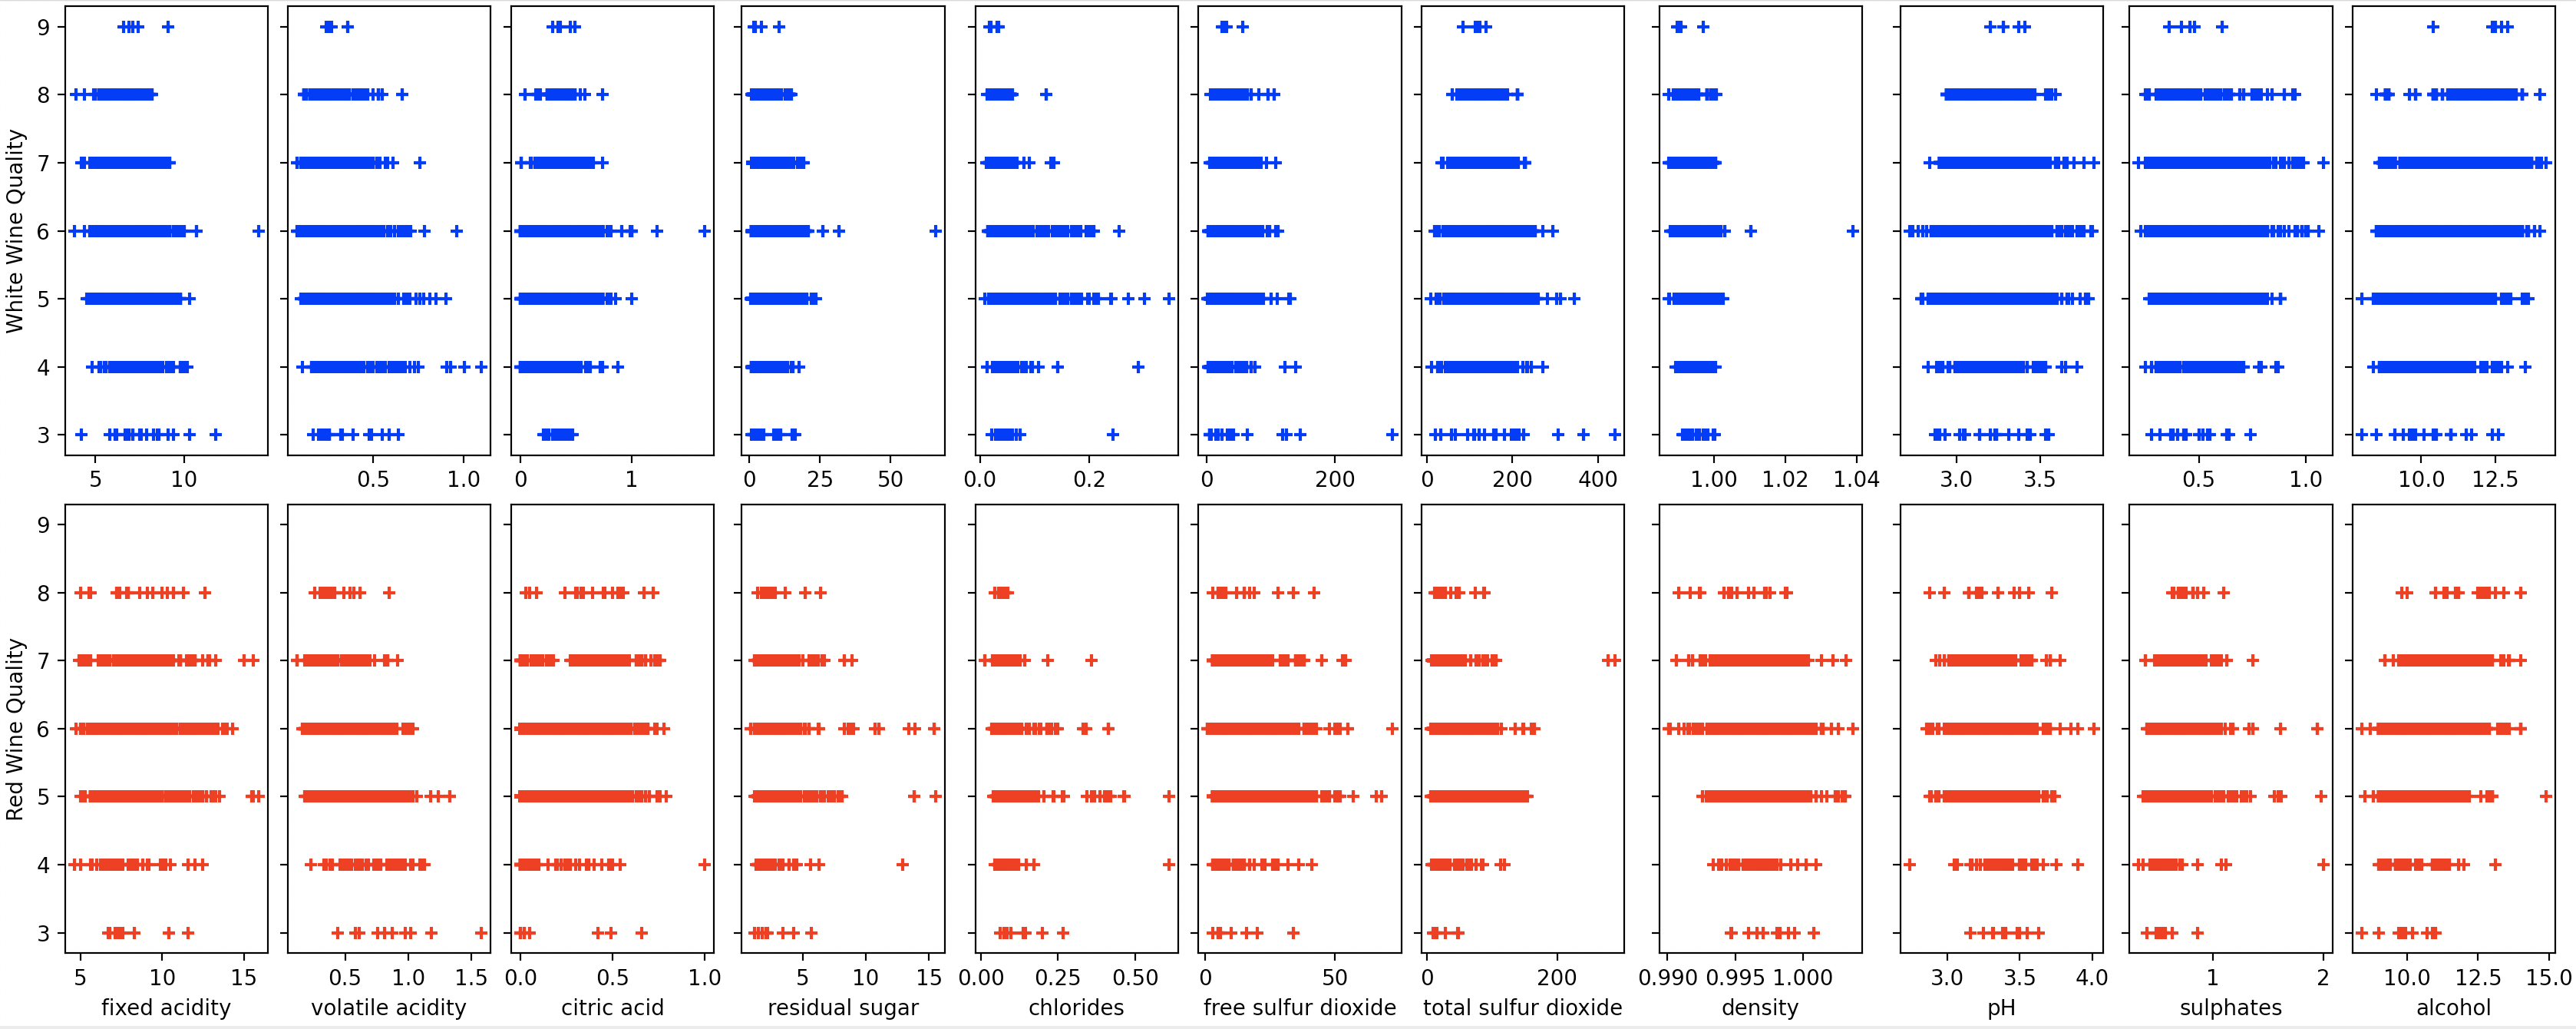 White Wine Quality
9
8
7
6
5
4
3
5 10
0.5 1.0
0 1
0 25 50
0.0 0.2
0 200
0 200 400
1.00 1.02 1.04
3.0 3.5
0.5 1.0
10.0 12.5
Red Wine Quality
9
8
7
6
5
4
3
5 10 15
0.5 1.0 1.5
0.0 0.5 1.0
5 10 15
0.00 0.25 0.50
0 50
0 200
0.990 0.995 1.000
3.0 3.5 4.0
1 2
10.0 12.5 15.0
fixed acidity
volatile acidity
citric acid
residual sugar
chlorides
free sulfur dioxide
total sulfur dioxide
density
pH
sulphates
alcohol